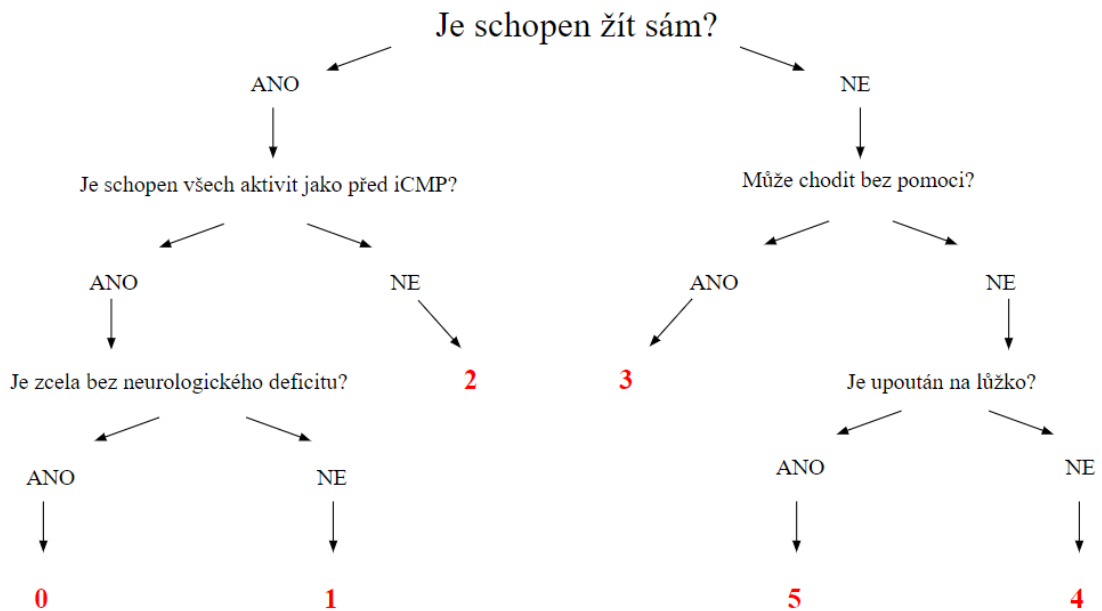 Je schopen žít sám?
ANO
NE
Je schopen všech aktivit jako před iCMP?
Může chodit bez pomoci?
ANO
NE
ANO
NE
Je zcela bez neurologického deficitu?
2
3
Je upoután na lůžko?
ANO
NE
ANO
NE
0
1
5
4